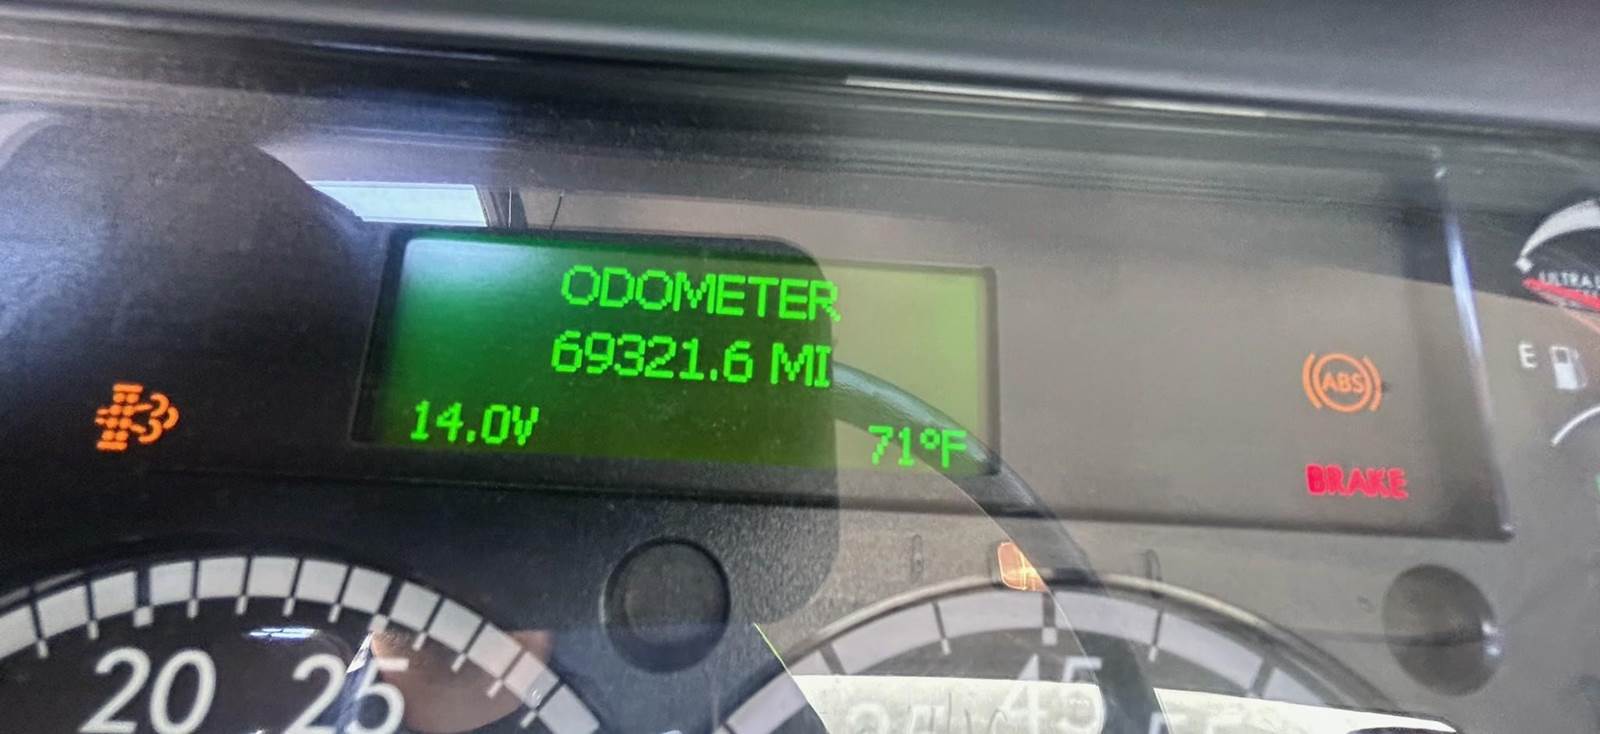 ODOMETER
69321.6 MI
14.0V
71°F
ABS
BRAKE
E
20 25
45